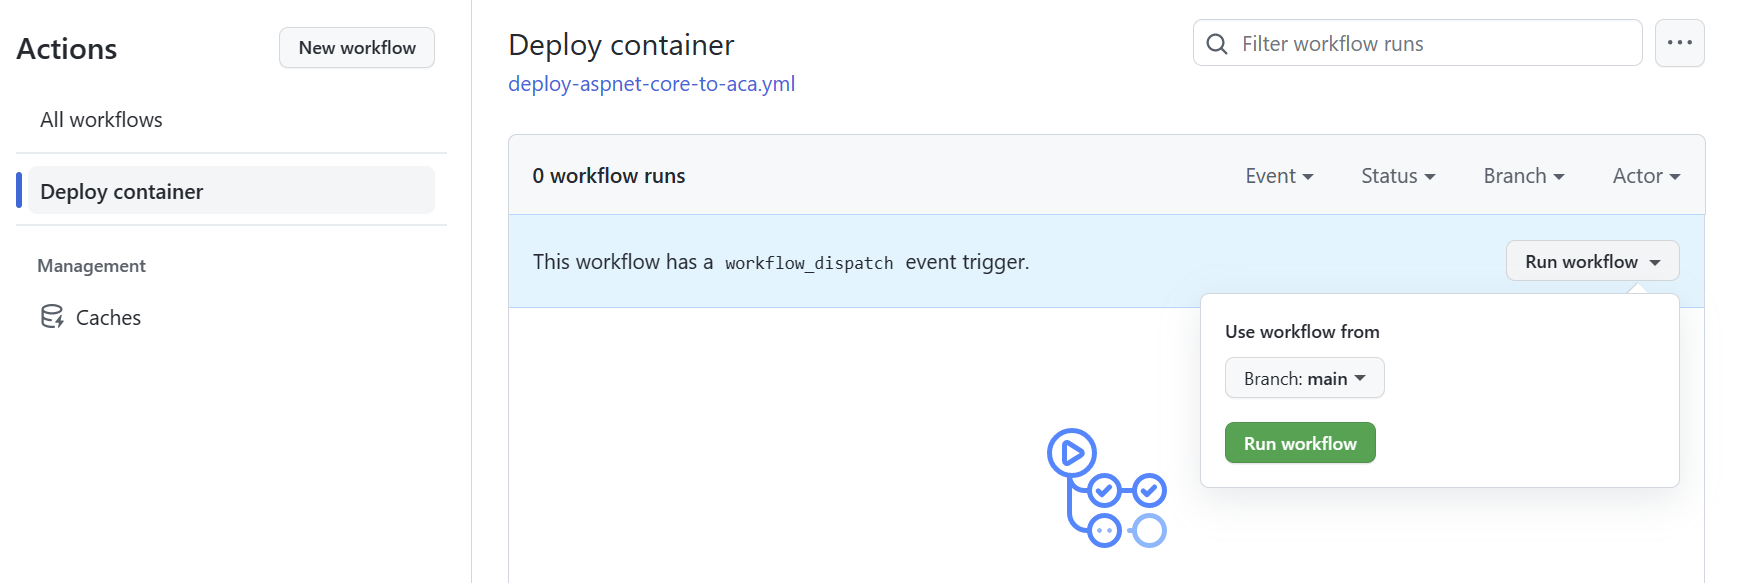 Actions
New workflow
All workflows
Deploy container
Management
Caches
Deploy container
deploy-aspnet-core-to-aca.yml
Filter workflow runs
0 workflow runs
Event
Status
Branch
Actor
This workflow has a workflow_dispatch event trigger.
Run workflow
Use workflow from
Branch: main
Run workflow